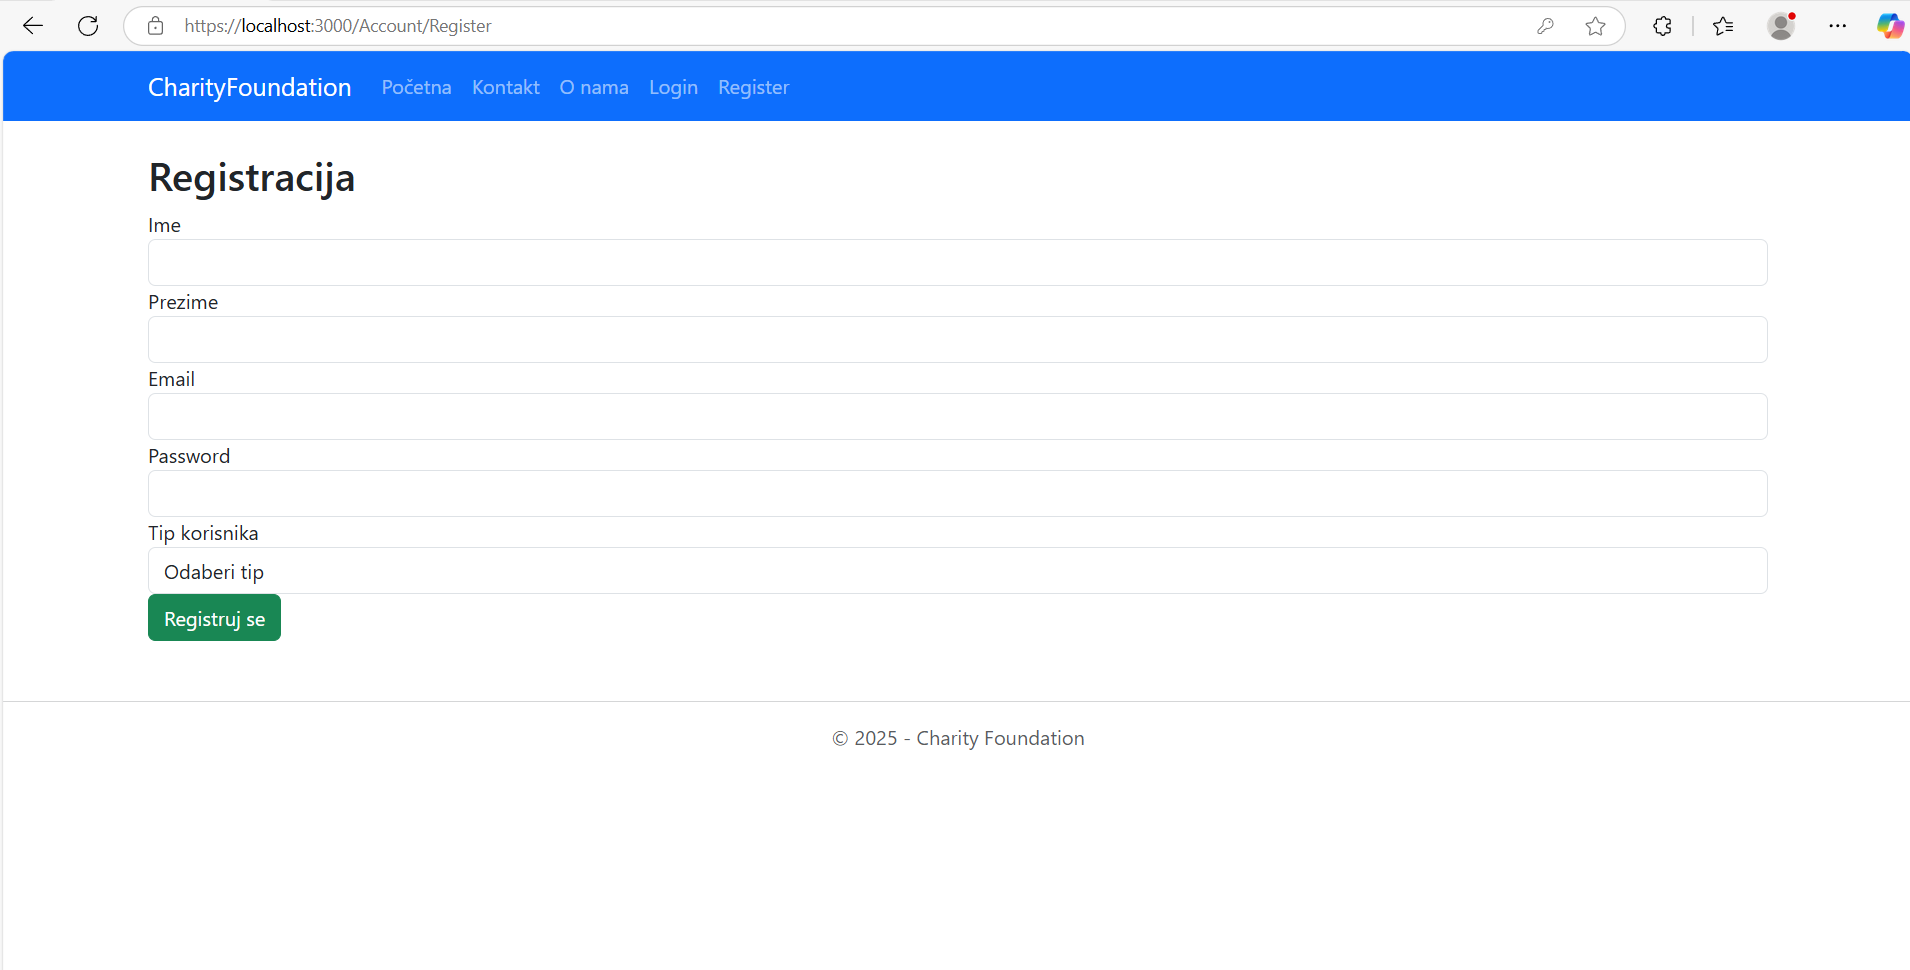 https://localhost:3000/Account/Register
CharityFoundation Početna Kontakt O nama Login Register
Registracija
Ime
Prezime
Email
Password
Tip korisnika
Odaberi tip
Registruj se
© 2025 - Charity Foundation